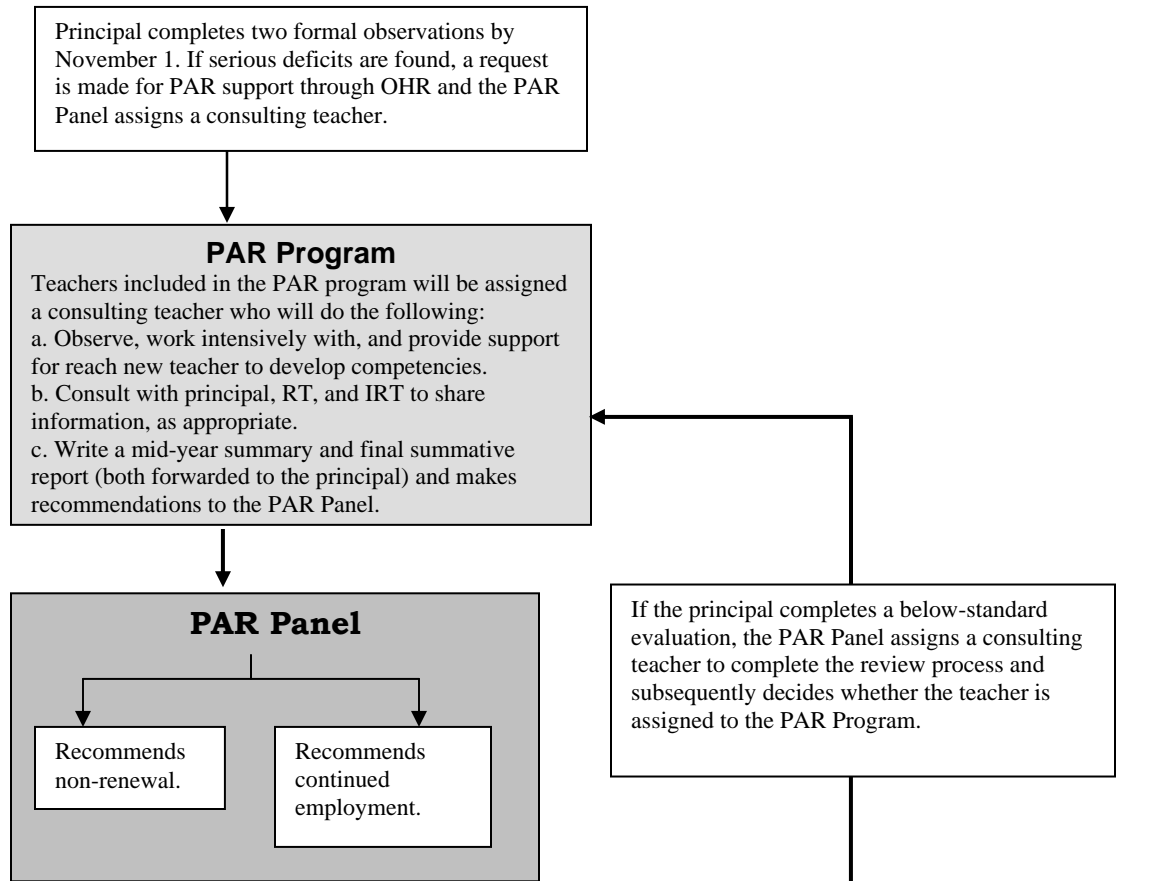 Principal completes two formal observations by
November 1. If serious deficits are found, a request
is made for PAR support through OHR and the PAR
Panel assigns a consulting teacher.
PAR Program
Teachers included in the PAR program will be assigned
a consulting teacher who will do the following:
a. Observe, work intensively with, and provide support
for reach new teacher to develop competencies.
b. Consult with principal, RT, and IRT to share
information, as appropriate.
c. Write a mid-year summary and final summative
report (both forwarded to the principal) and makes
recommendations to the PAR Panel.
PAR Panel
Recommends
non-renewal.
Recommends
continued
employment.
If the principal completes a below-standard
evaluation, the PAR Panel assigns a consulting
teacher to complete the review process and
subsequently decides whether the teacher is
assigned to the PAR Program.